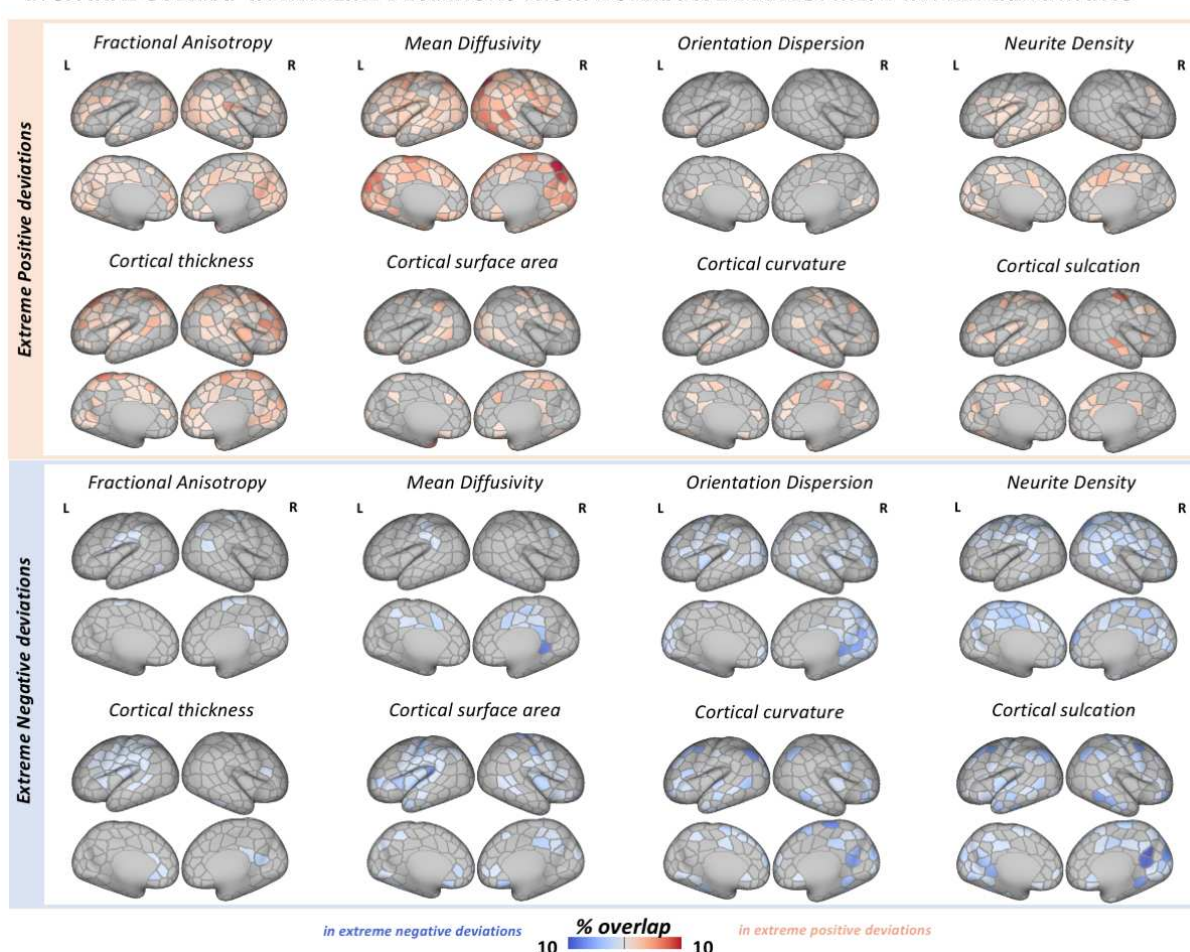 Extreme Positive deviations
Fractional Anisotropy
Mean Diffusivity
Orientation Dispersion
Neurite Density
L R L R L R L R
Cortical thickness
Cortical surface area
Cortical curvature
Cortical sulcation
Extreme Negative deviations
Fractional Anisotropy
Mean Diffusivity
Orientation Dispersion
Neurite Density
L R L R L R L R
Cortical thickness
Cortical surface area
Cortical curvature
Cortical sulcation
in extreme negative deviations % overlap in extreme positive deviations
10 10